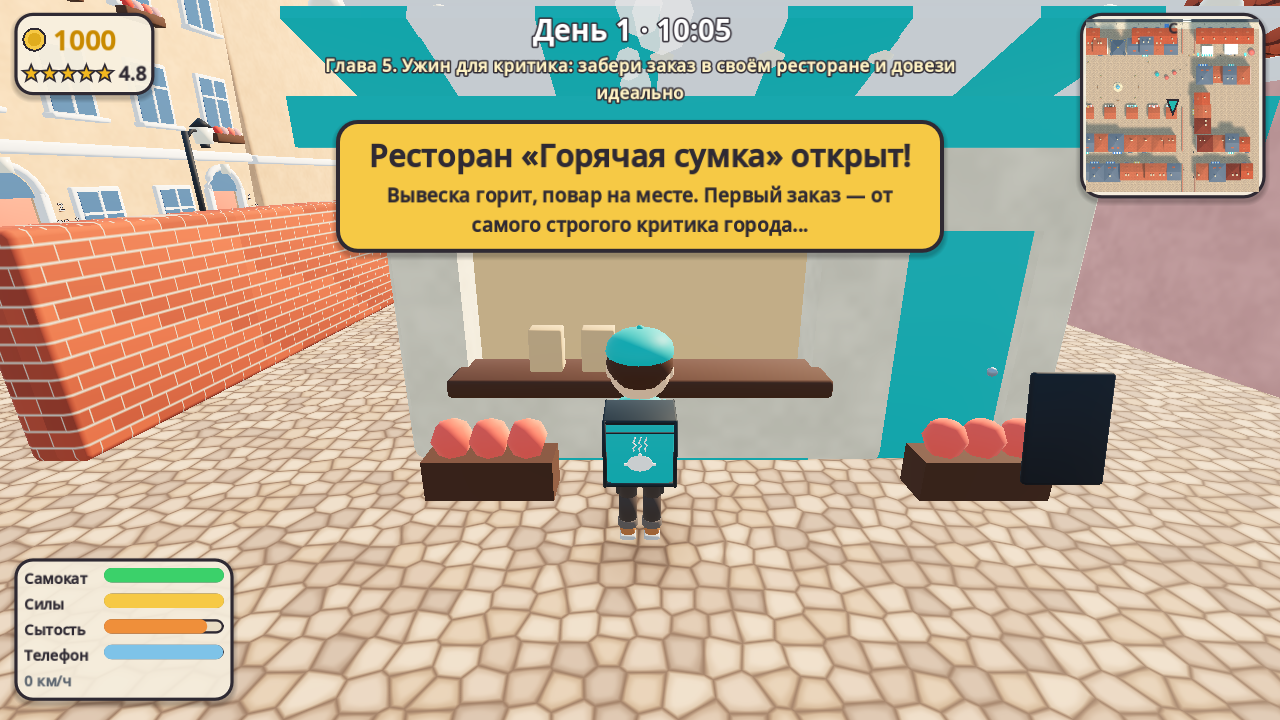 1000
4.8
День 1 · 10:05
Глава 5. Ужин для критика: забери заказ в своём ресторане и довези
идеально
С
Ресторан «Горячая сумка» открыт!
Вывеска горит, повар на месте. Первый заказ — от
самого строгого критика города...
Самокат
Силы
Сытость
Телефон
0 км/ч